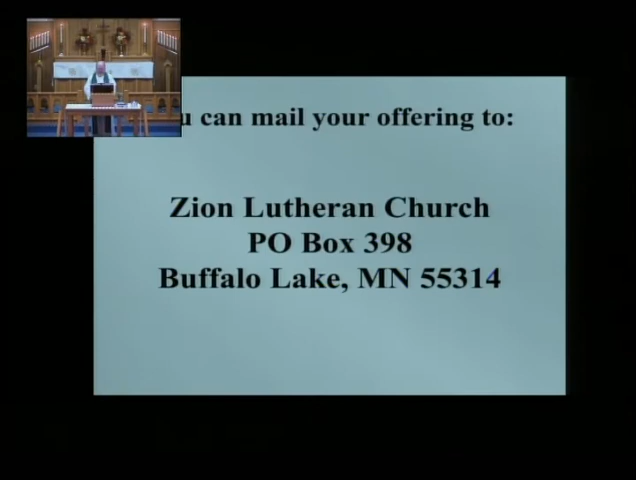 u can mail your offering to:
Zion Lutheran Church
PO Box 398
Buffalo Lake, MN 55314